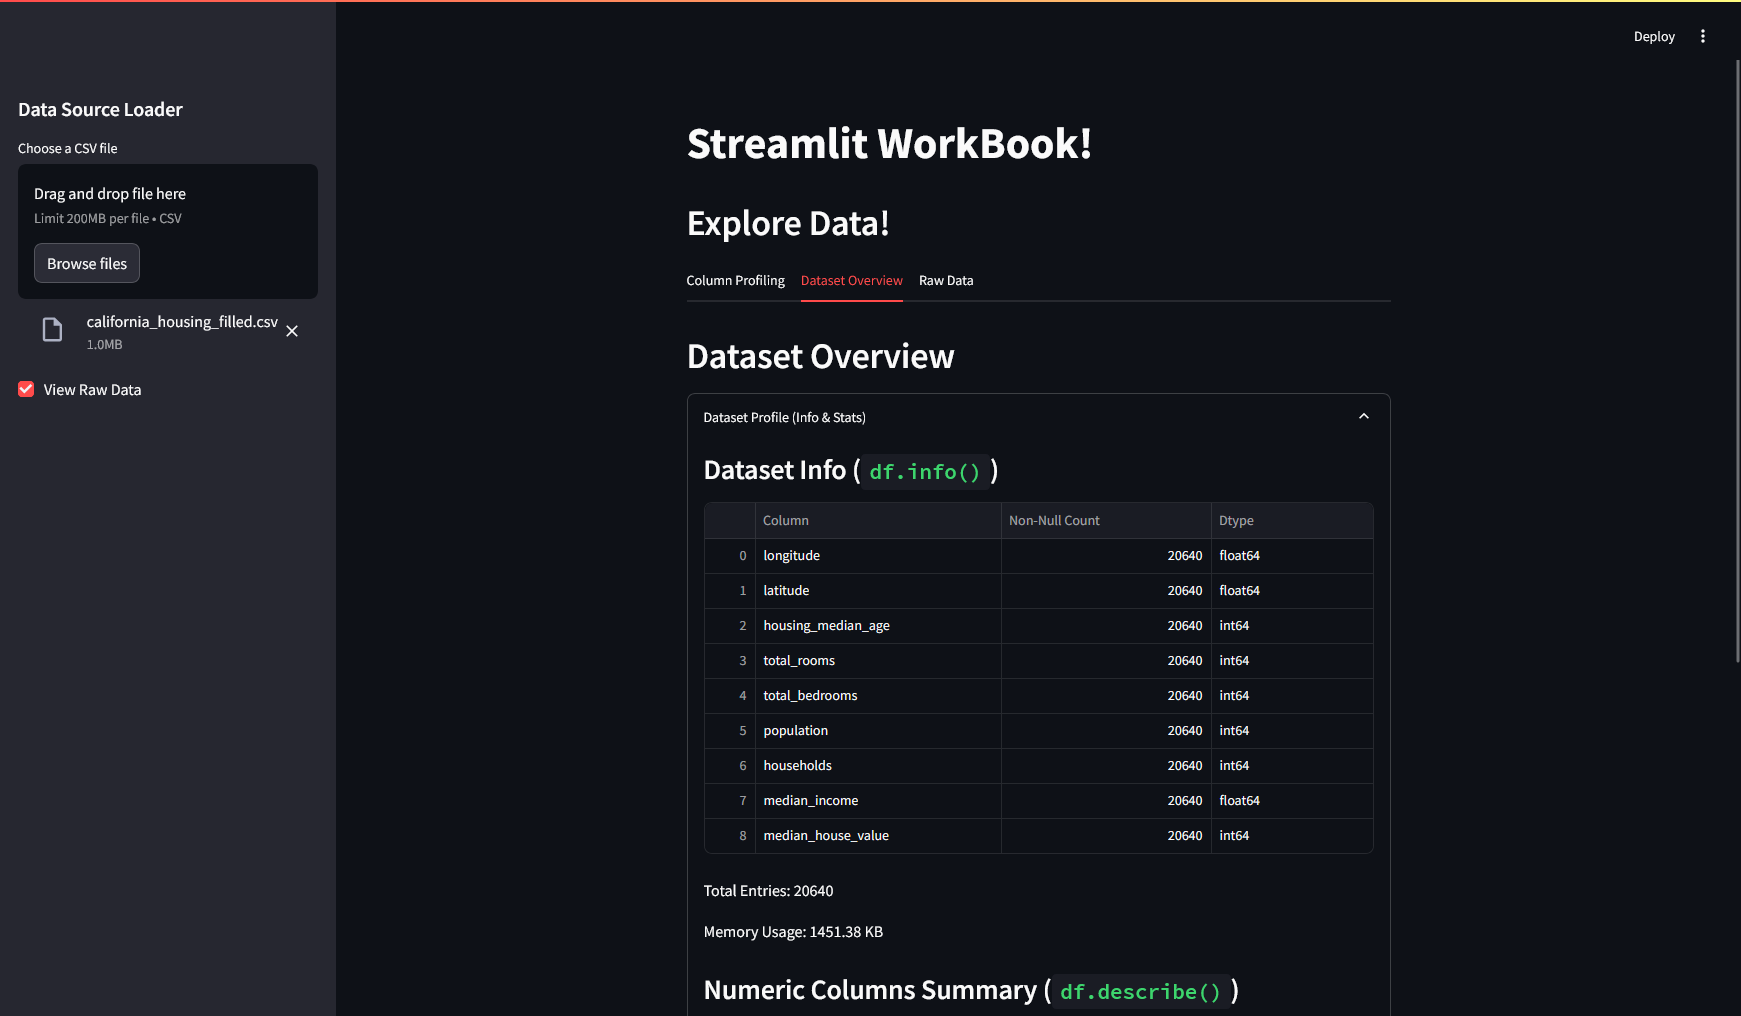 Deploy
Data Source Loader
Choose a CSV file
Drag and drop file here
Limit 200MB per file • CSV
Browse files
california_housing_filled.csv
1.0MB
View Raw Data
Streamlit WorkBook!
Explore Data!
Column Profiling Dataset Overview Raw Data
Dataset Overview
Dataset Profile (Info & Stats)
Dataset Info ( df.info() )
Column Non-Null Count Dtype
0 longitude 20640 float64
1 latitude 20640 float64
2 housing_median_age 20640 int64
3 total_rooms 20640 int64
4 total_bedrooms 20640 int64
5 population 20640 int64
6 households 20640 int64
7 median_income 20640 float64
8 median_house_value 20640 int64
Total Entries: 20640
Memory Usage: 1451.38 KB
Numeric Columns Summary ( df.describe() )